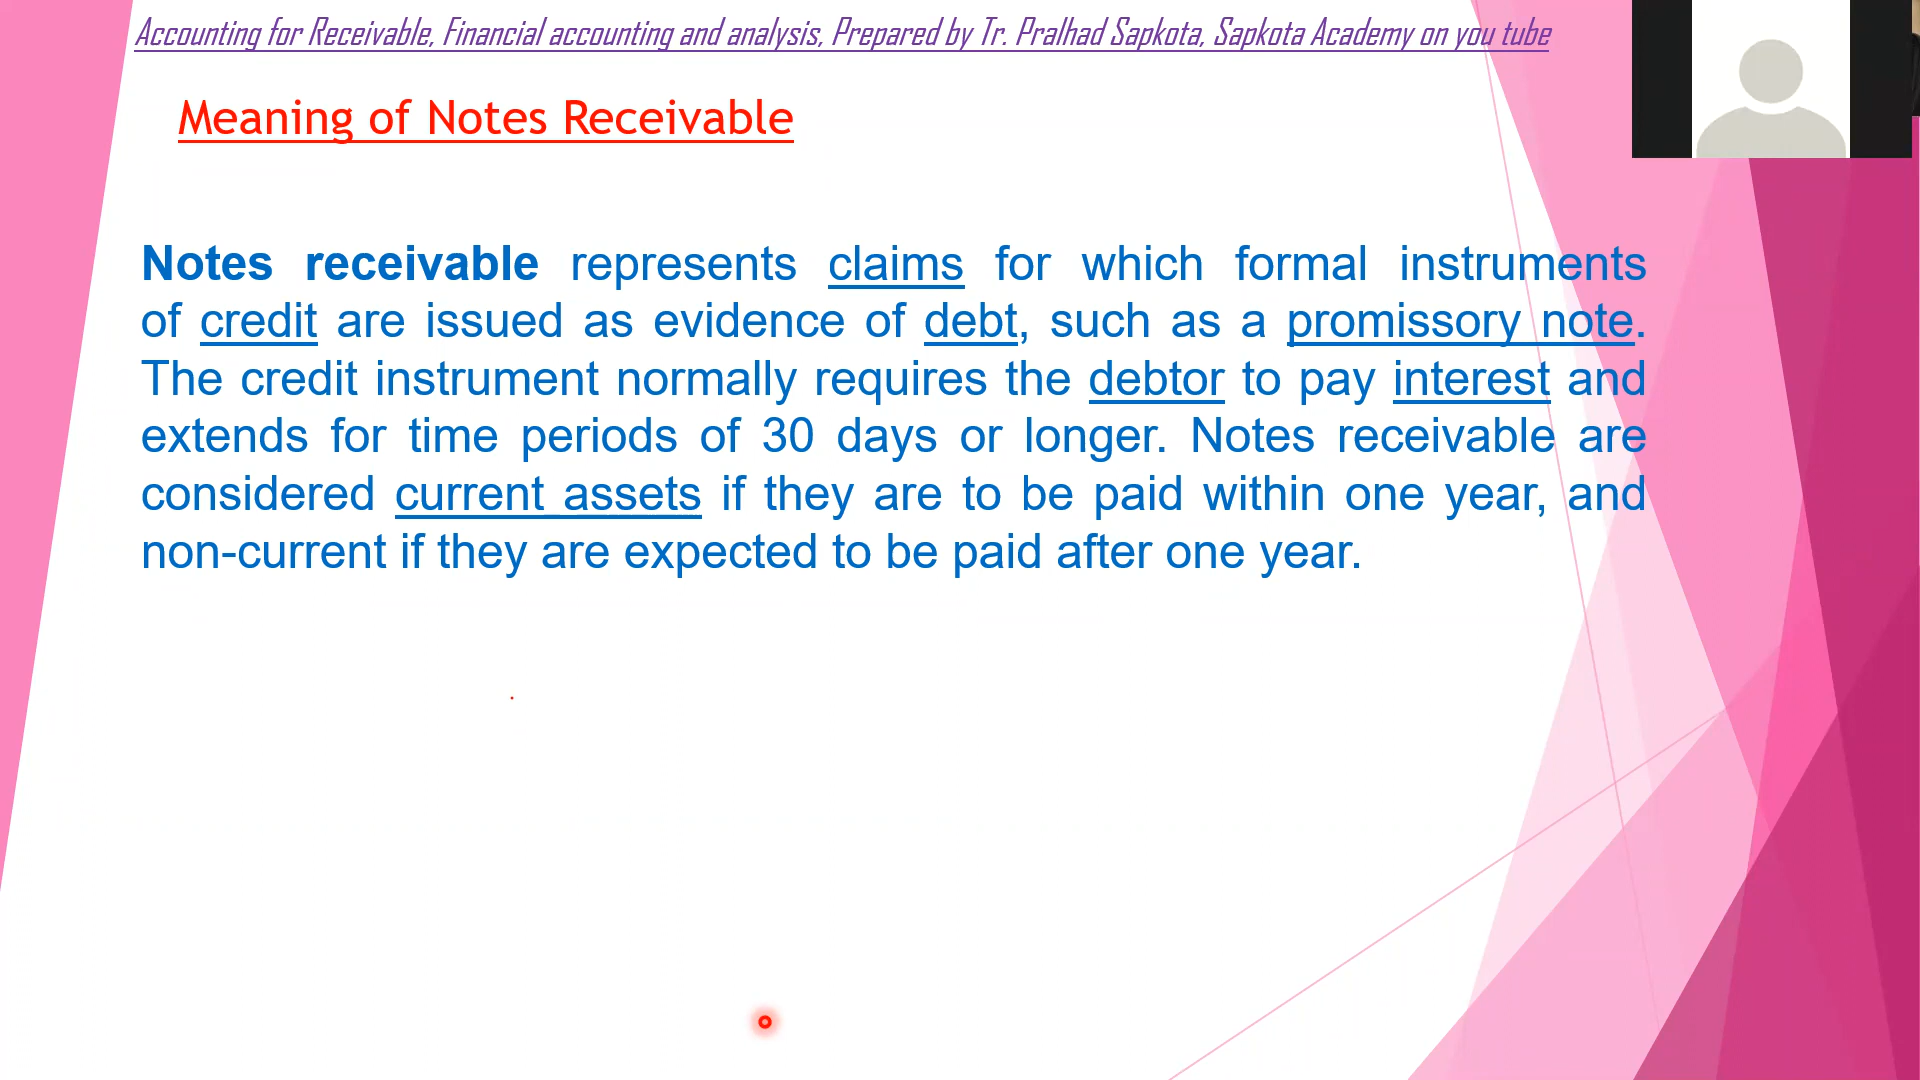 Accounting for Receivable, Financial accounting and analysis, Prepared by Tr. Pralhad Sapkota, Sapkota Academy on you tube
Meaning of Notes Receivable
Notes receivable represents claims for which formal instruments
of credit are issued as evidence of debt, such as a promissory note.
The credit instrument normally requires the debtor to pay interest and
extends for time periods of 30 days or longer. Notes receivable are
considered current assets if they are to be paid within one year, and
non-current if they are expected to be paid after one year.